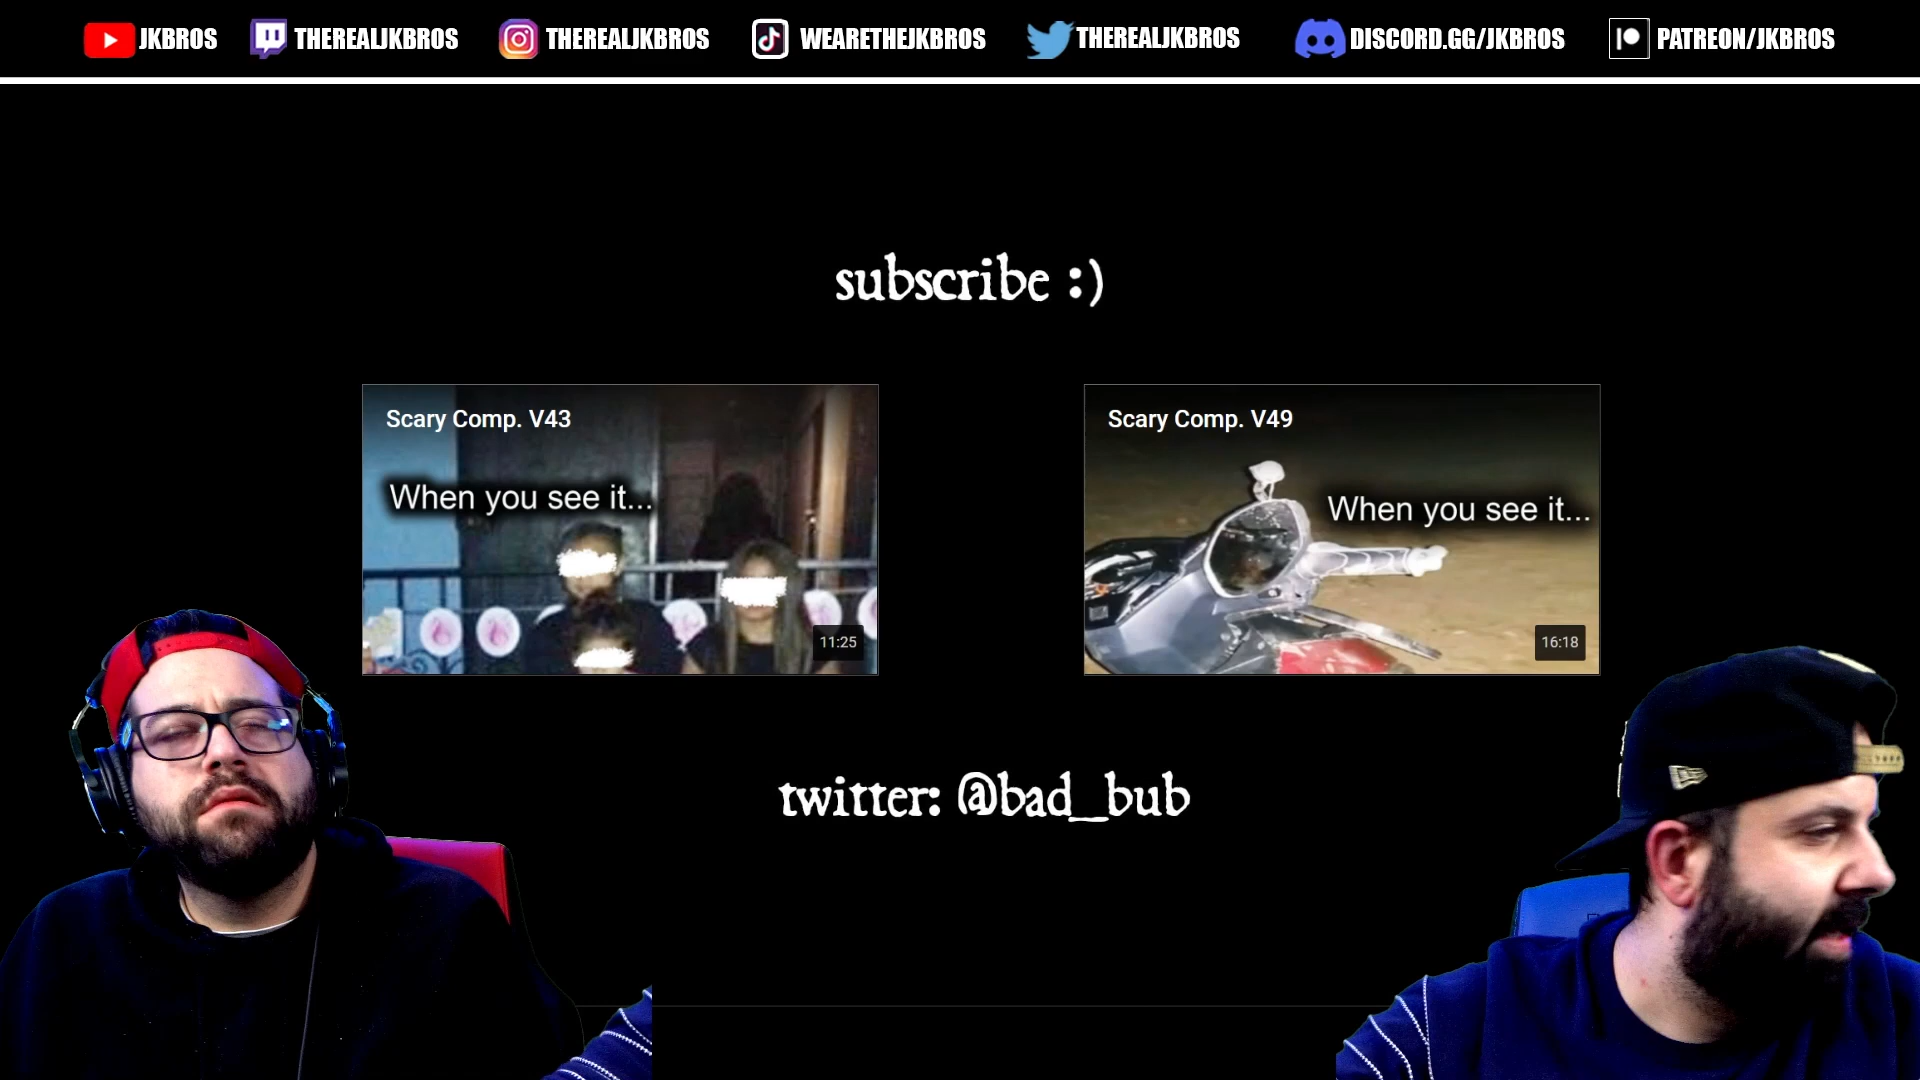 JKBROS THEREALJKBROS THEREALJKBROS WEARETHEJKBROS THEREALJKBROS DISCORD.GG/JKBROS PATREON/JKBROS
subscribe :)
Scary Comp. V43
When you see it...
11:25
Scary Comp. V49
When you see it...
16:18
twitter: @bad_bub